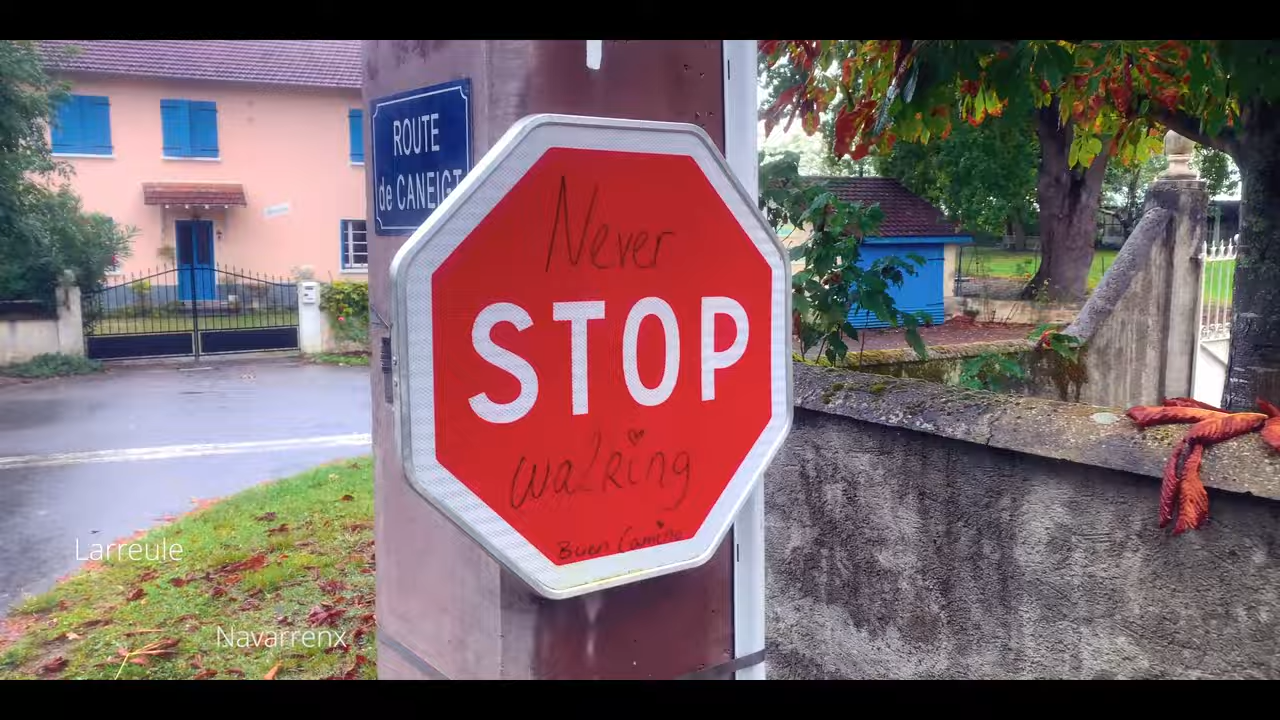 ROUTE
de CANEIGT
Never
STOP
walking
Buen Camino
Larreule
Navarrenx